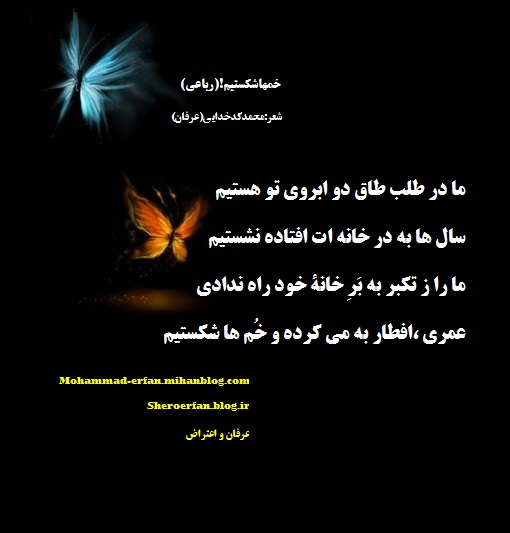 خمهاشکستیم!(رباعی)
شعر:محمدکدخدایی(عرفان)
ما در طلب طاق دو ابروی تو هستیم
سال ها به در خانه ات افتاده نشستیم
ما را ز تکبر به بَرِ خانهٔ خود راه ندادی
عمری ،افطار به می کرده و خُم ها شکستیم
Mohammad-erfan.mihanblog.com
Sheroerfan.blog.ir
عرفان و اعتراض